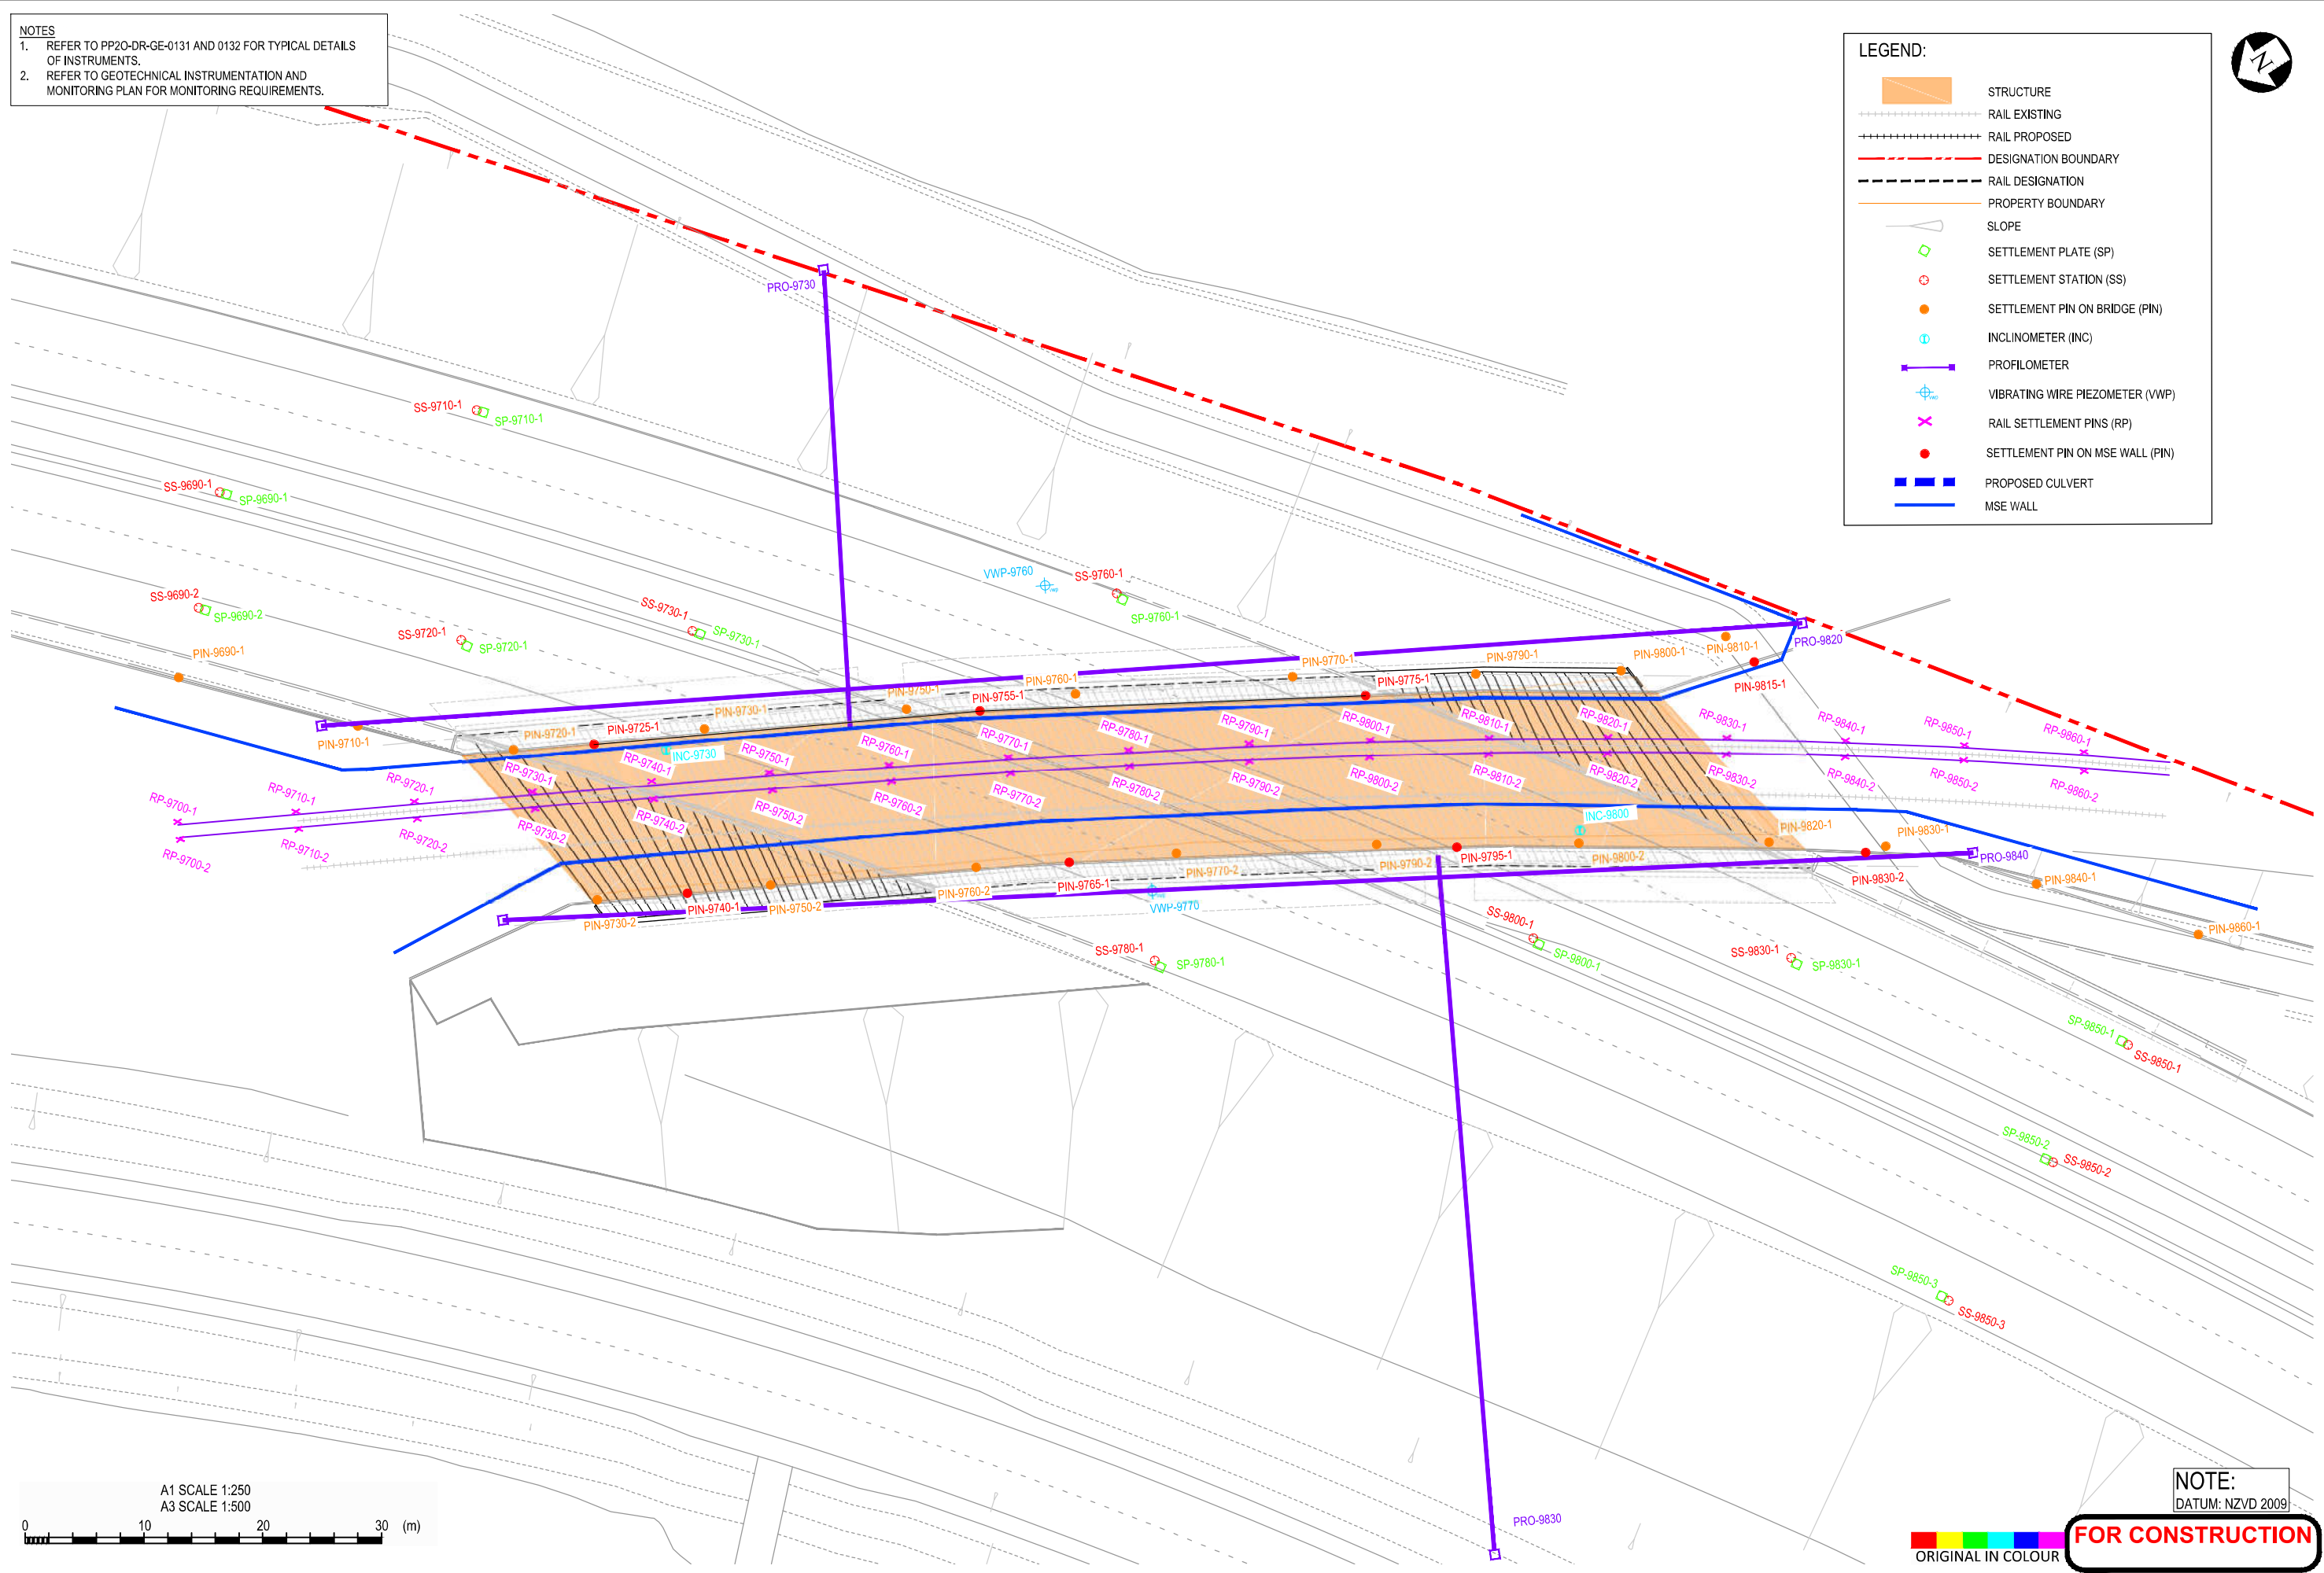 NOTES
1. REFER TO PP2O-DR-GE-0131 AND 0132 FOR TYPICAL DETAILS
OF INSTRUMENTS.
2. REFER TO GEOTECHNICAL INSTRUMENTATION AND
MONITORING PLAN FOR MONITORING REQUIREMENTS.
LEGEND:
STRUCTURE
RAIL EXISTING
RAIL PROPOSED
DESIGNATION BOUNDARY
RAIL DESIGNATION
PROPERTY BOUNDARY
SLOPE
SETTLEMENT PLATE (SP)
SETTLEMENT STATION (SS)
SETTLEMENT PIN ON BRIDGE (PIN)
INCLINOMETER (INC)
PROFILOMETER
VIBRATING WIRE PIEZOMETER (VWP)
RAIL SETTLEMENT PINS (RP)
SETTLEMENT PIN ON MSE WALL (PIN)
PROPOSED CULVERT
MSE WALL
N
PRO-9730
SS-9710-1
SP-9710-1
SS-9690-1
SP-9690-1
SS-9690-2
SP-9690-2
SS-9720-1
SP-9720-1
SS-9730-1
SP-9730-1
VWP-9760
SS-9760-1
SP-9760-1
PIN-9690-1
PIN-9710-1
PIN-9720-1
PIN-9725-1
PIN-9730-1
PIN-9750-1
PIN-9755-1
PIN-9760-1
PIN-9770-1
PIN-9775-1
PIN-9790-1
PIN-9800-1
PIN-9810-1
PIN-9815-1
PRO-9820
INC-9730
RP-9700-1
RP-9710-1
RP-9720-1
RP-9730-1
RP-9740-1
RP-9750-1
RP-9760-1
RP-9770-1
RP-9780-1
RP-9790-1
RP-9800-1
RP-9810-1
RP-9820-1
RP-9830-1
RP-9840-1
RP-9850-1
RP-9860-1
RP-9700-2
RP-9710-2
RP-9720-2
RP-9730-2
RP-9740-2
RP-9750-2
RP-9760-2
RP-9770-2
RP-9780-2
RP-9790-2
RP-9800-2
RP-9810-2
RP-9820-2
RP-9830-2
RP-9840-2
RP-9850-2
RP-9860-2
INC-9800
PIN-9820-1
PIN-9830-1
PRO-9840
PIN-9730-2
PIN-9740-1
PIN-9750-2
PIN-9760-2
PIN-9765-1
PIN-9770-2
PIN-9790-2
PIN-9795-1
PIN-9800-2
PIN-9830-2
PIN-9840-1
PIN-9860-1
VWP-9770
SS-9780-1
SP-9780-1
SS-9800-1
SP-9800-1
SS-9830-1
SP-9830-1
SP-9850-1
SS-9850-1
SP-9850-2
SS-9850-2
SP-9850-3
SS-9850-3
PRO-9830
A1 SCALE 1:250
A3 SCALE 1:500
0 10 20 30 (m)
NOTE:
DATUM: NZVD 2009
ORIGINAL IN COLOUR
FOR CONSTRUCTION